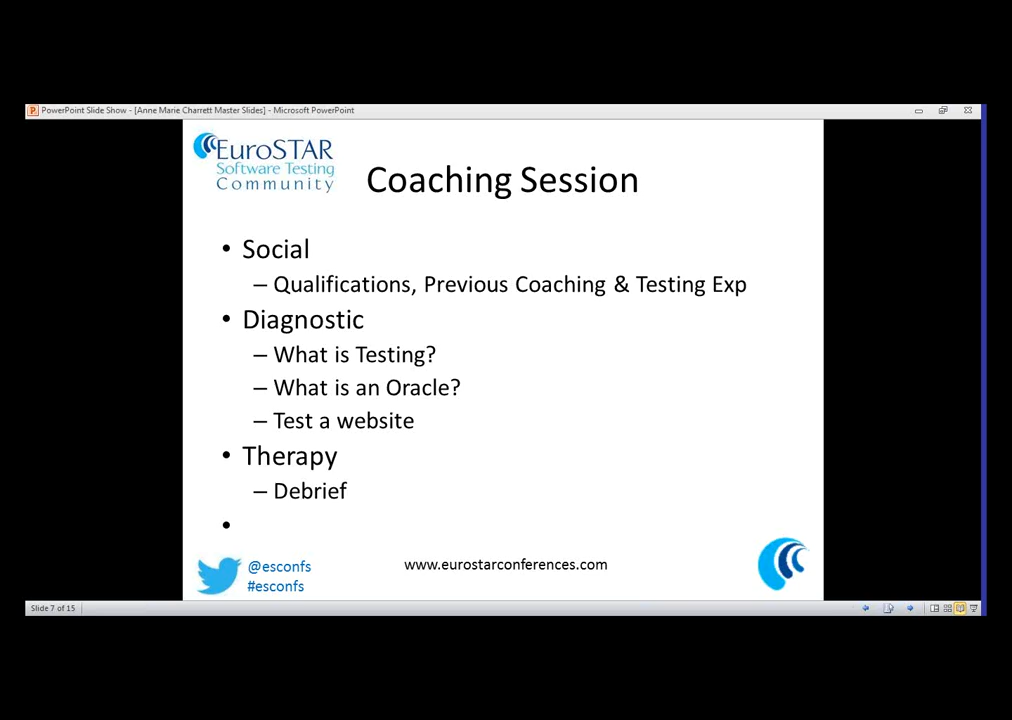 PowerPoint Slide Show - [Anne Marie Charrett Master Slides] - Microsoft PowerPoint
EuroSTAR
Software Testing
Community
Coaching Session
• Social
– Qualifications, Previous Coaching & Testing Exp
• Diagnostic
– What is Testing?
– What is an Oracle?
– Test a website
• Therapy
– Debrief
•
@esconfs
#esconfs
www.eurostarconferences.com
Slide 7 of 15